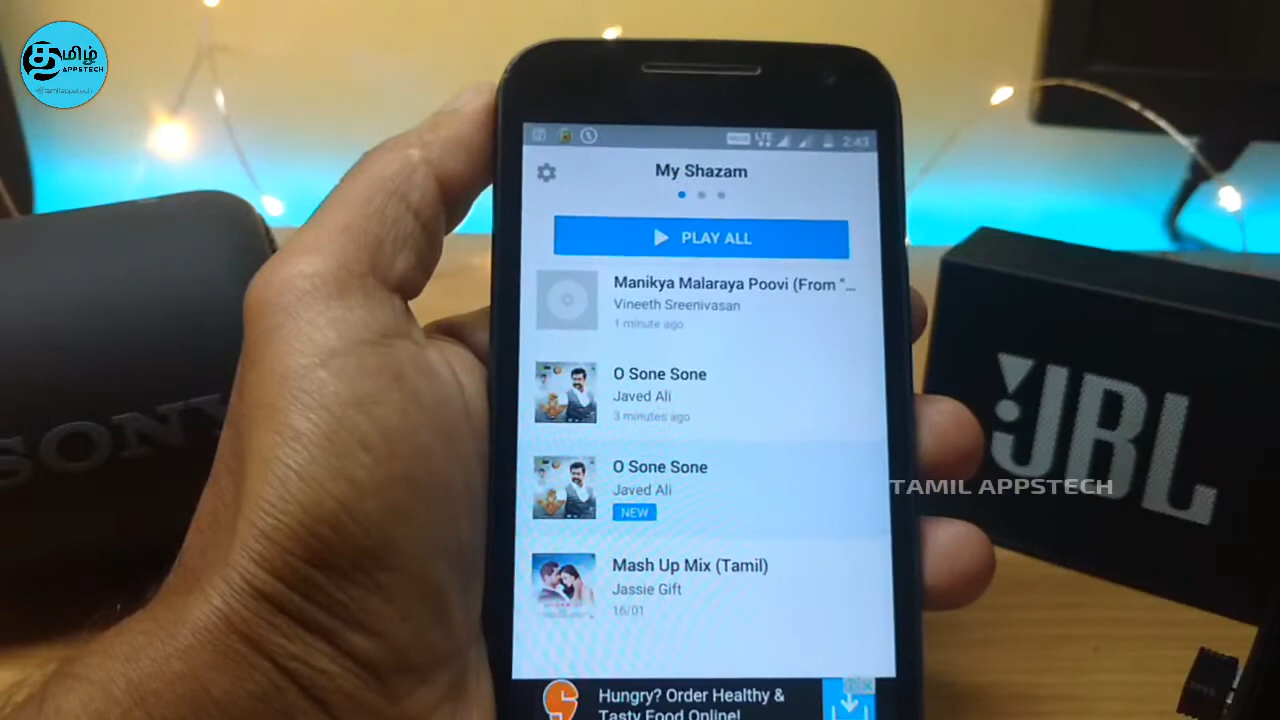 தமிழ்
APPSTECH
LTE
2:43
My Shazam
PLAY ALL
Manikya Malaraya Poovi (From "...
Vineeth Sreenivasan
1 minute ago
O Sone Sone
Javed Ali
3 minutes ago
O Sone Sone
Javed Ali
NEW
Mash Up Mix (Tamil)
Jassie Gift
16/01
Hungry? Order Healthy &
Tasty Food Online!
SONY
JBL
TAMIL APPSTECH